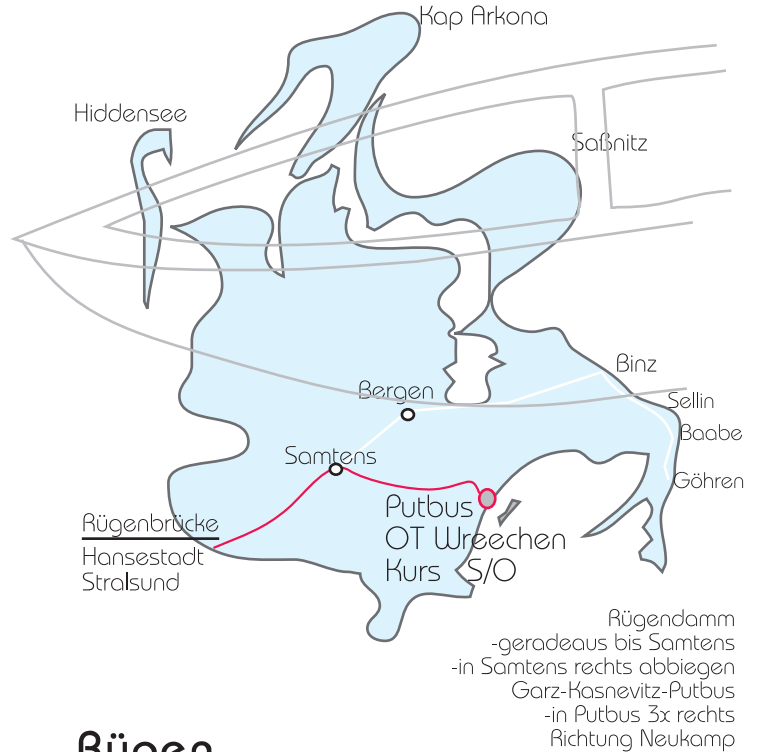 Kap Arkona
Hiddensee
Saßnitz
Binz
Bergen
Sellin
Baabe
Samtens
Göhren
Putbus
OT Wreechen
Kurs S/O
Rügenbrücke
Hansestadt
Stralsund
Rügendamm
-geradeaus bis Samtens
-in Samtens rechts abbiegen
Garz-Kasnevitz-Putbus
-in Putbus 3x rechts
Richtung Neukamp
Rügen